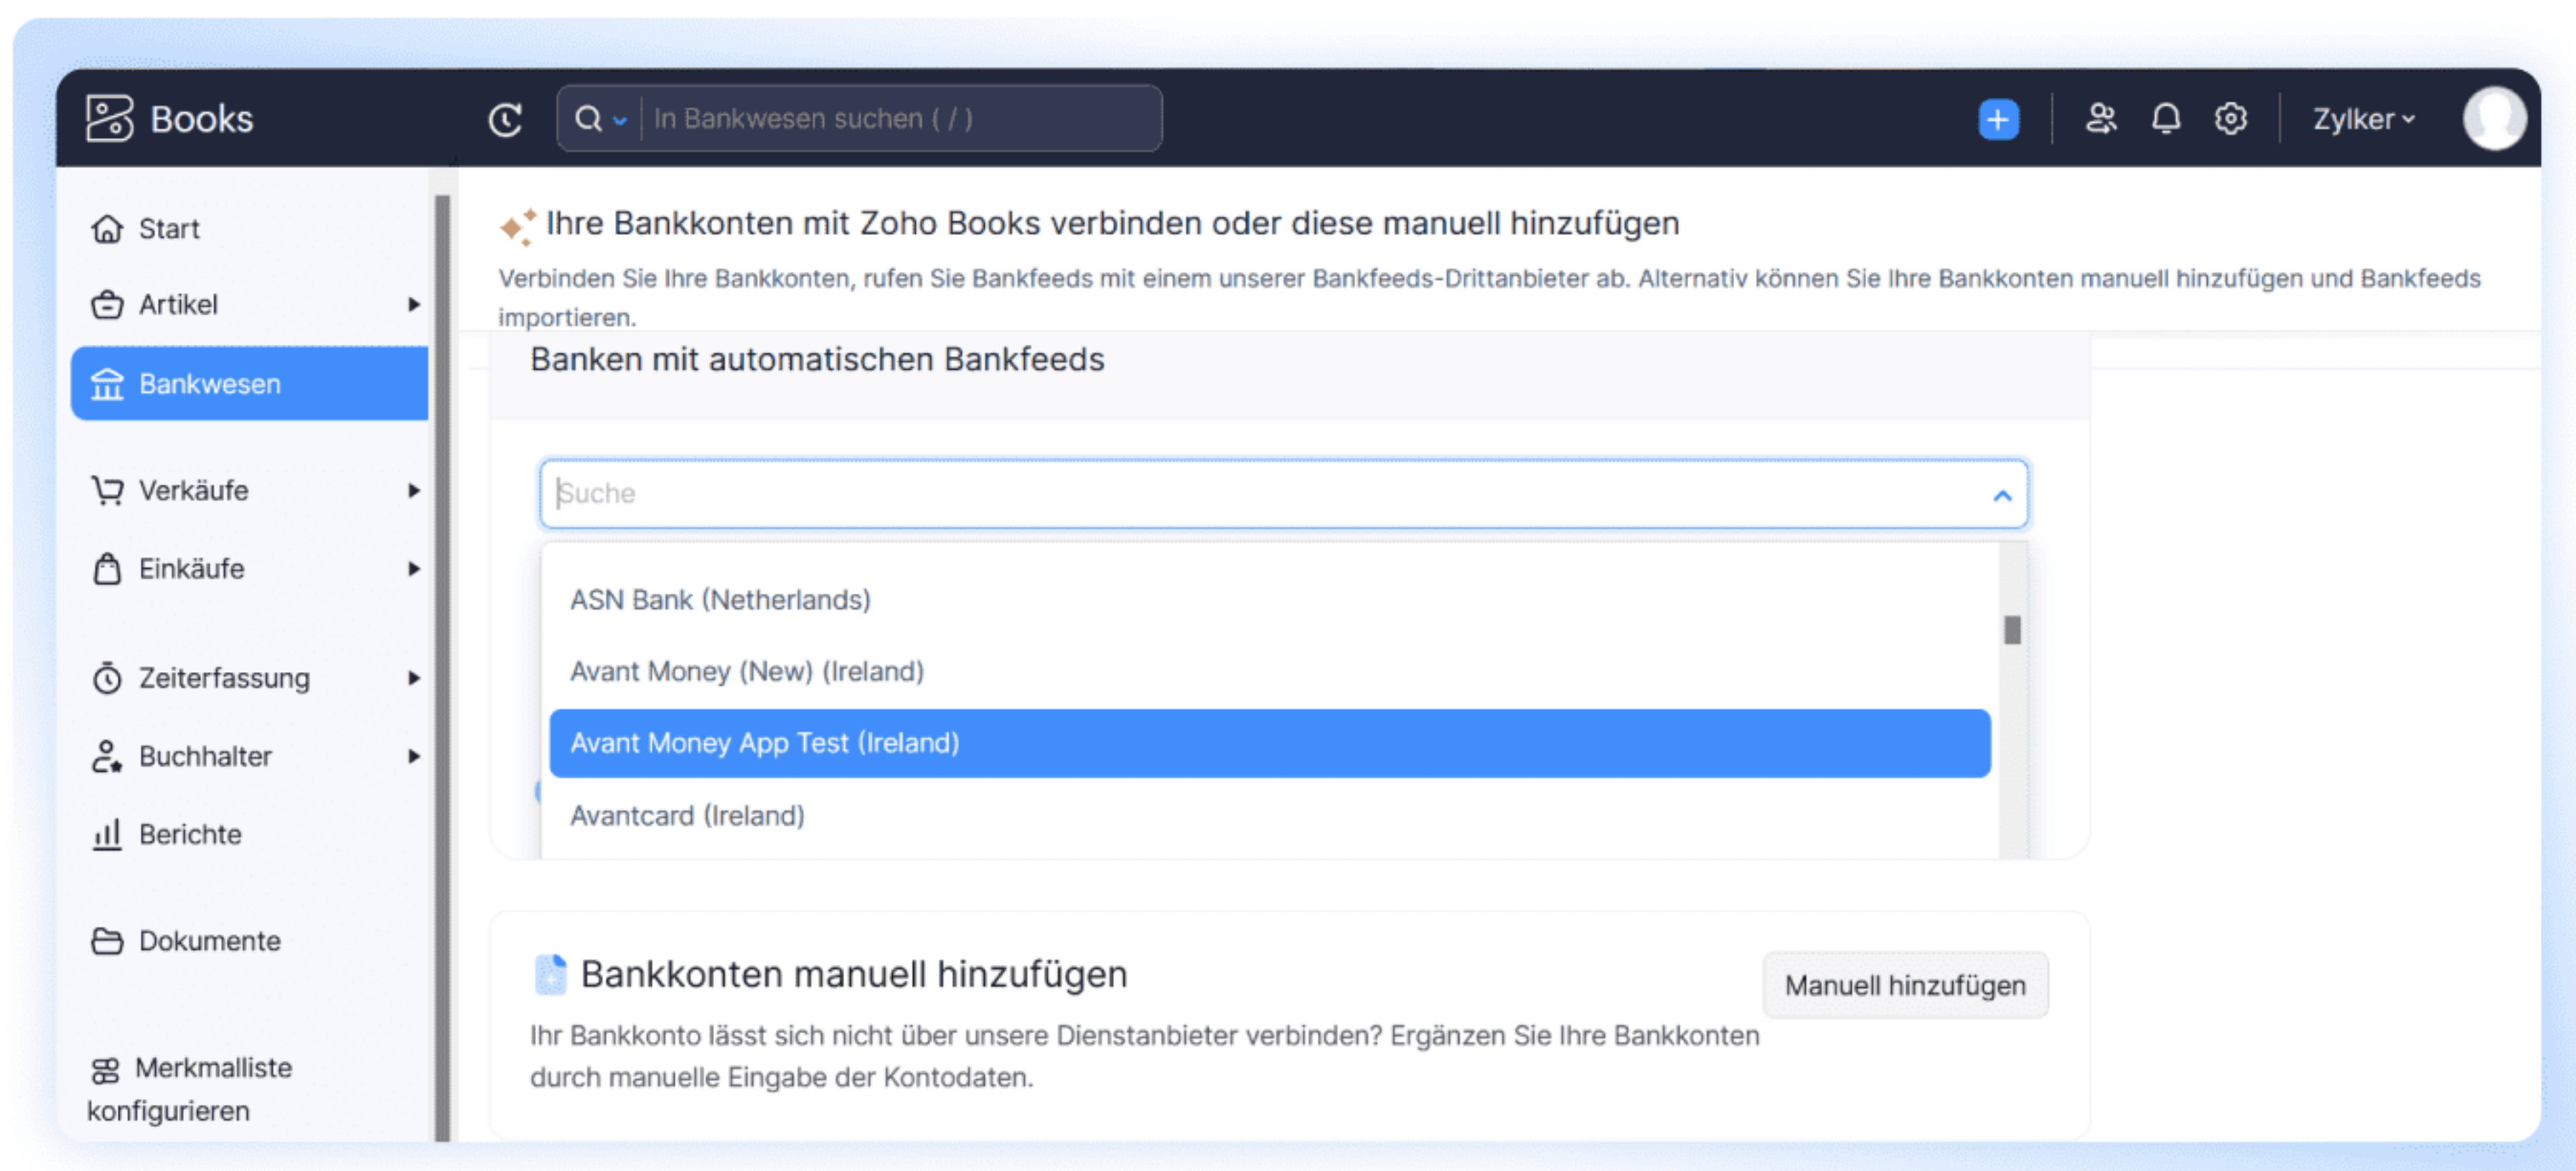 Books
In Bankwesen suchen ( / )
Zylker
Start
Artikel
Bankwesen
Verkäufe
Einkäufe
Zeiterfassung
Buchhalter
Berichte
Dokumente
Merkmalliste
konfigurieren
Ihre Bankkonten mit Zoho Books verbinden oder diese manuell hinzufügen
Verbinden Sie Ihre Bankkonten, rufen Sie Bankfeeds mit einem unserer Bankfeeds-Drittanbieter ab. Alternativ können Sie Ihre Bankkonten manuell hinzufügen und Bankfeeds
importieren.
Banken mit automatischen Bankfeeds
Suche
ASN Bank (Netherlands)
Avant Money (New) (Ireland)
Avant Money App Test (Ireland)
Avantcard (Ireland)
Bankkonten manuell hinzufügen
Manuell hinzufügen
Ihr Bankkonto lässt sich nicht über unsere Dienstanbieter verbinden? Ergänzen Sie Ihre Bankkonten
durch manuelle Eingabe der Kontodaten.